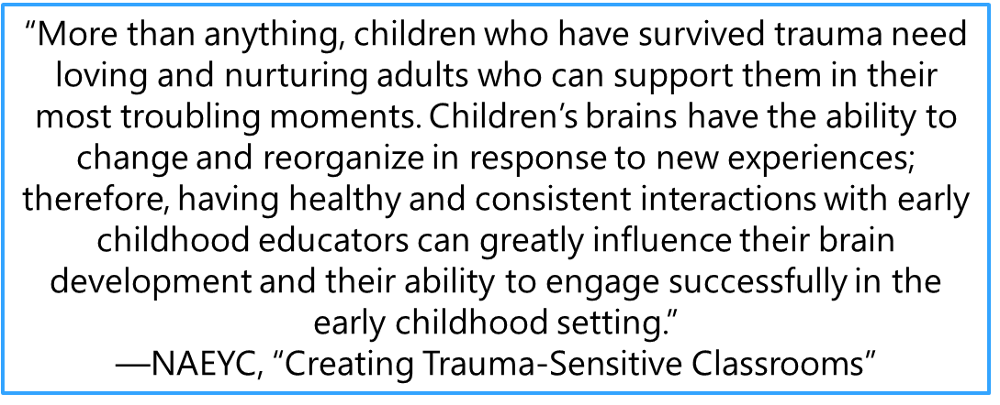 “More than anything, children who have survived trauma need
loving and nurturing adults who can support them in their
most troubling moments. Children’s brains have the ability to
change and reorganize in response to new experiences;
therefore, having healthy and consistent interactions with early
childhood educators can greatly influence their brain
development and their ability to engage successfully in the
early childhood setting.”
—NAEYC, “Creating Trauma-Sensitive Classrooms”